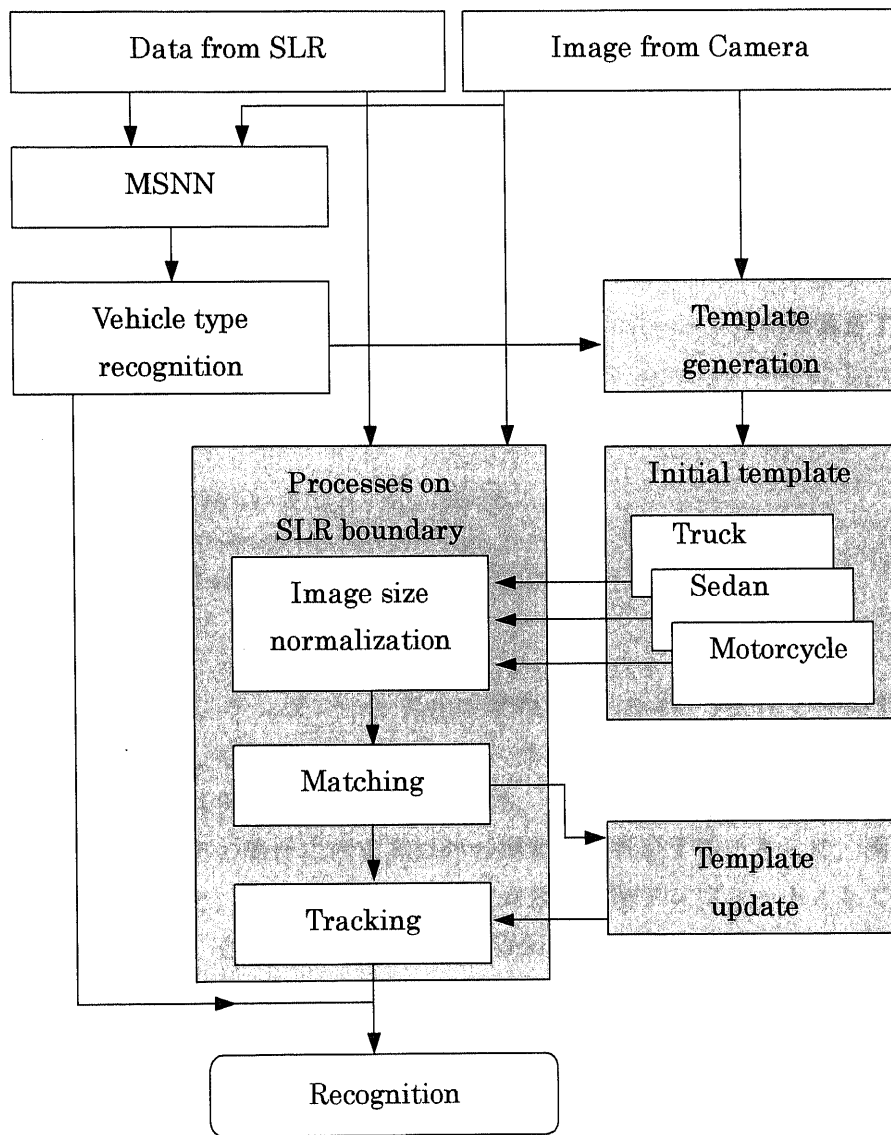 Data from SLR
Image from Camera
MSNN
Vehicle type
recognition
Template
generation
Processes on
SLR boundary
Initial template
Truck
Sedan
Motorcycle
Image size
normalization
Matching
Template
update
Tracking
Recognition